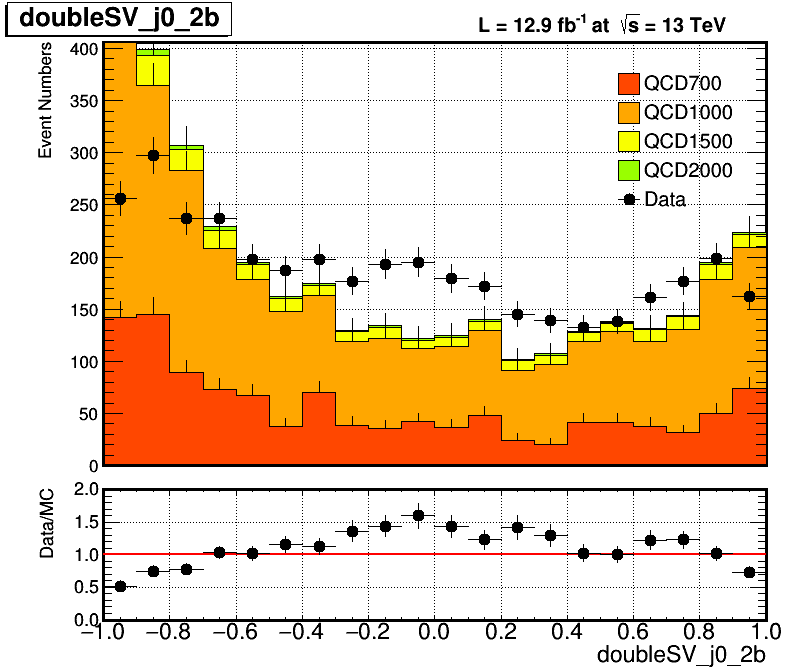 doubleSV_j0_2b
L = 12.9 fb⁻¹ at √s = 13 TeV
Event Numbers
400
350
300
250
200
150
100
50
0
QCD700
QCD1000
QCD1500
QCD2000
Data
Data/MC
2.0
1.5
1.0
0.5
0.0
−1.0 −0.8 −0.6 −0.4 −0.2 0.0 0.2 0.4 0.6 0.8 1.0
doubleSV_j0_2b